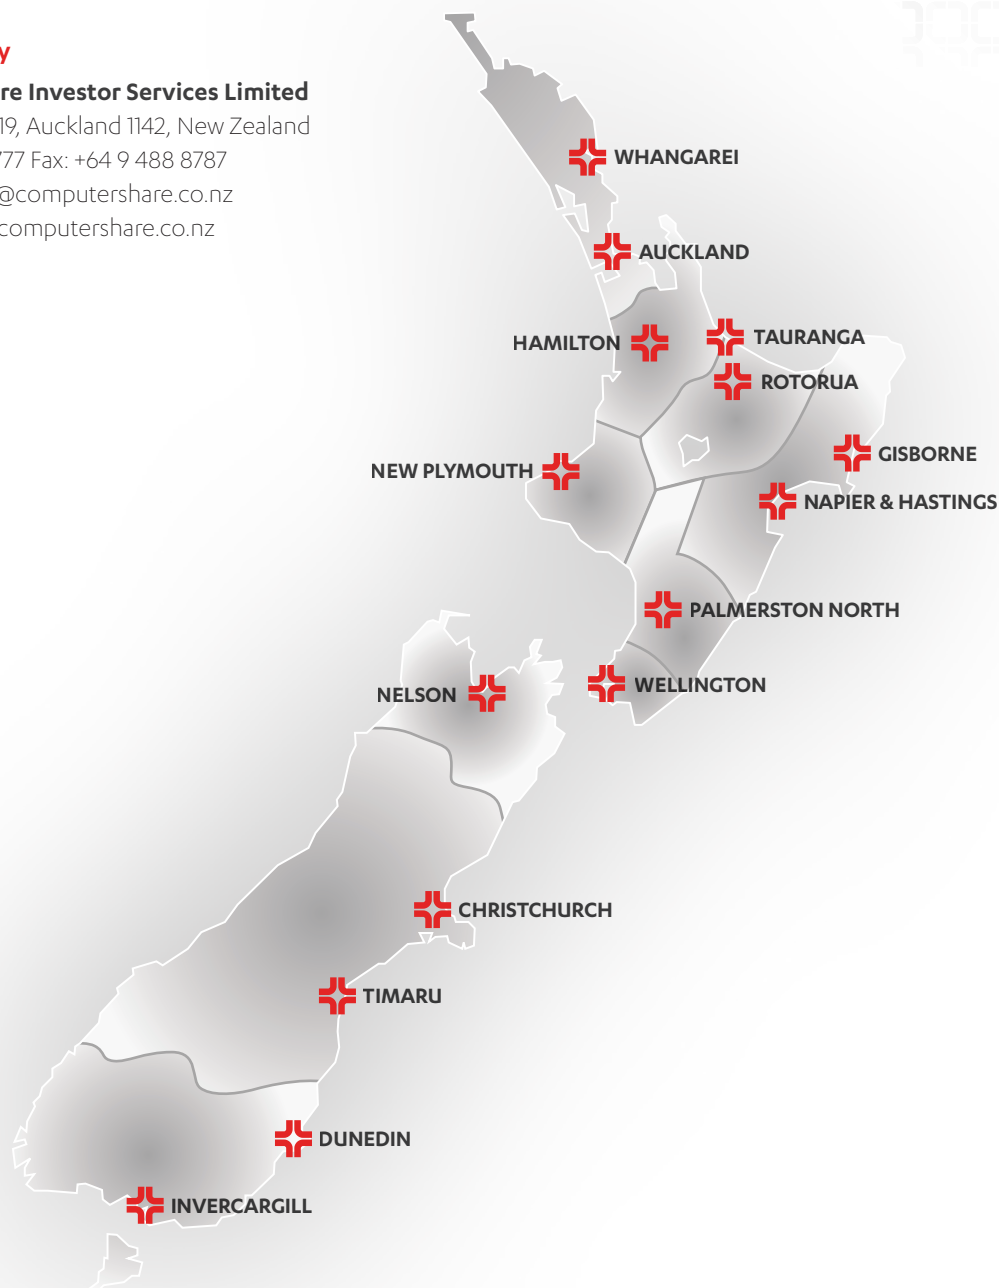 y
re Investor Services Limited
19, Auckland 1142, New Zealand
777 Fax: +64 9 488 8787
@computershare.co.nz
computershare.co.nz
WHANGAREI
AUCKLAND
HAMILTON
TAURANGA
ROTORUA
GISBORNE
NEW PLYMOUTH
NAPIER & HASTINGS
PALMERSTON NORTH
WELLINGTON
NELSON
CHRISTCHURCH
TIMARU
DUNEDIN
INVERCARGILL